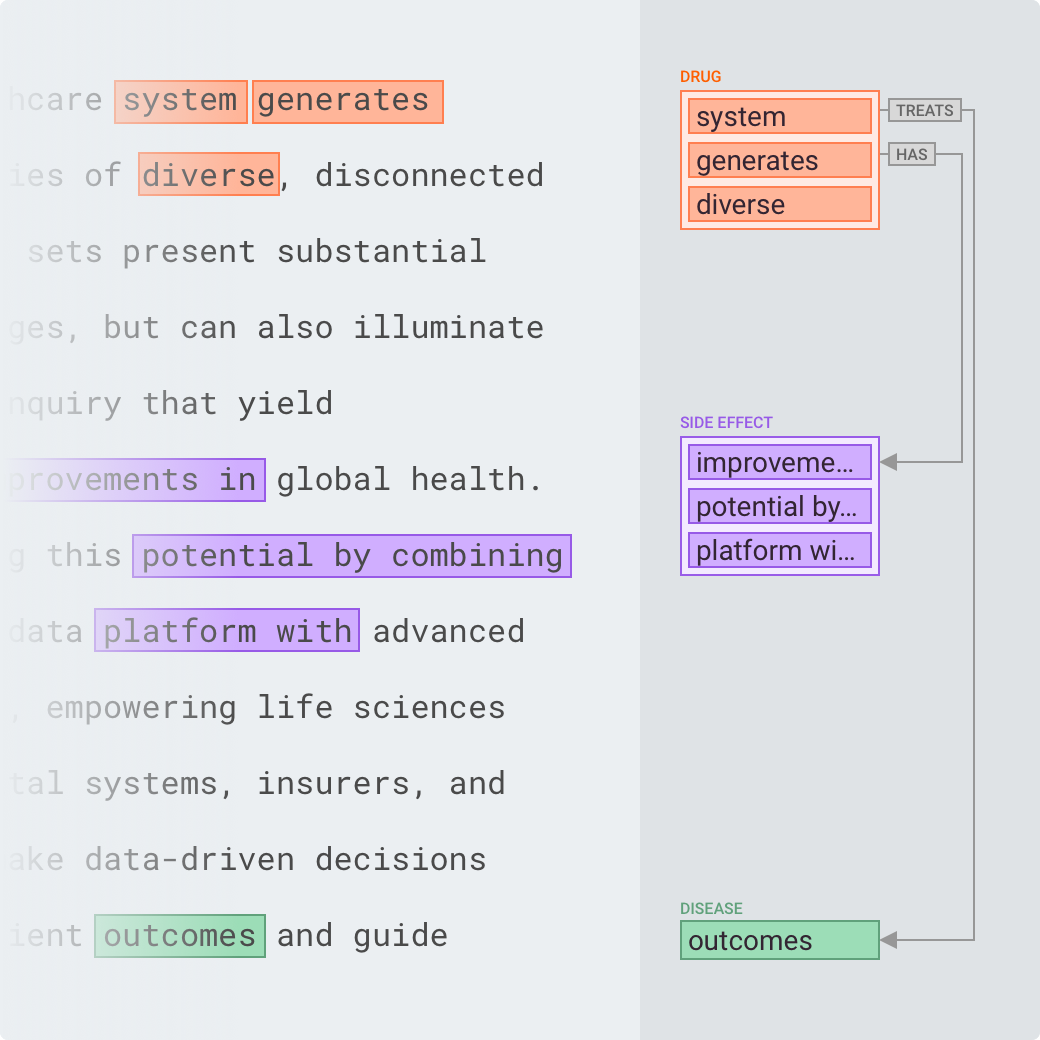 hcare system generates
ies of diverse, disconnected
sets present substantial
ges, but can also illuminate
nquiry that yield
provements in global health.
g this potential by combining
data platform with advanced
, empowering life sciences
tal systems, insurers, and
ake data-driven decisions
ient outcomes and guide
DRUG
system
TREATS
generates
HAS
diverse
SIDE EFFECT
improveme...
potential by...
platform wi...
DISEASE
outcomes